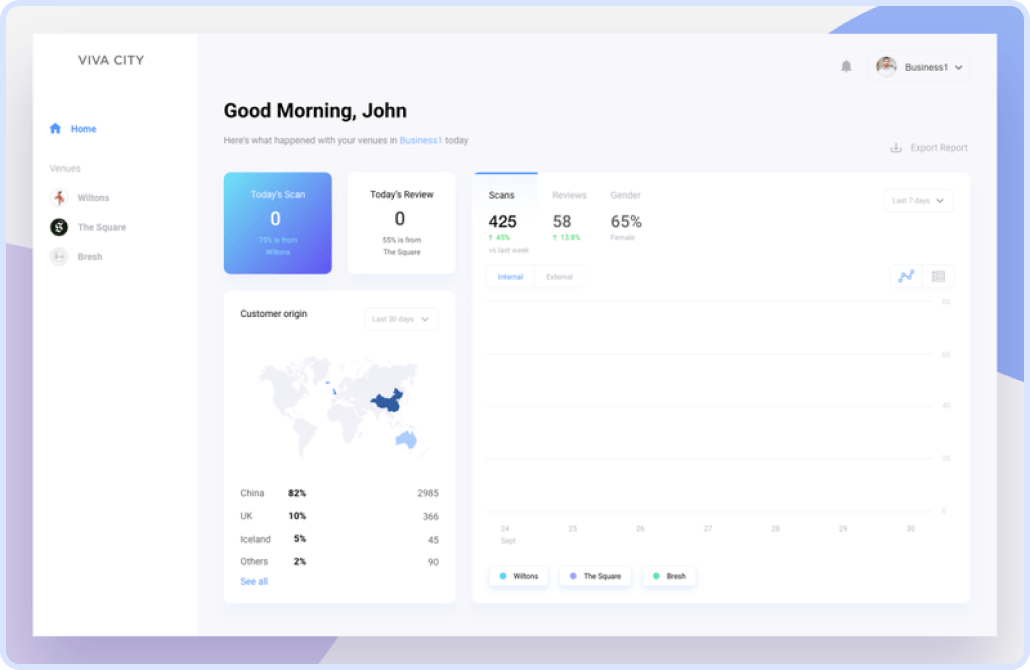 VIVA CITY
Business1
Home
Good Morning, John
Here's what happened with your venues in Business1 today
Export Report
Venues
Wiltons
The Square
Bresh
Today's Scan
0
75% is from
Wiltons
Today's Review
0
55% is from
The Square
Scans
425
↑ 45%
vs last week
Reviews
58
↑ 13.8%
Gender
65%
Female
Last 7 days
Internal
External
80
60
40
20
0
24
Sept
25
26
27
28
29
30
Wiltons
The Square
Bresh
Customer origin
Last 30 days
China 82% 2985
UK 10% 366
Iceland 5% 45
Others 2% 90
See all